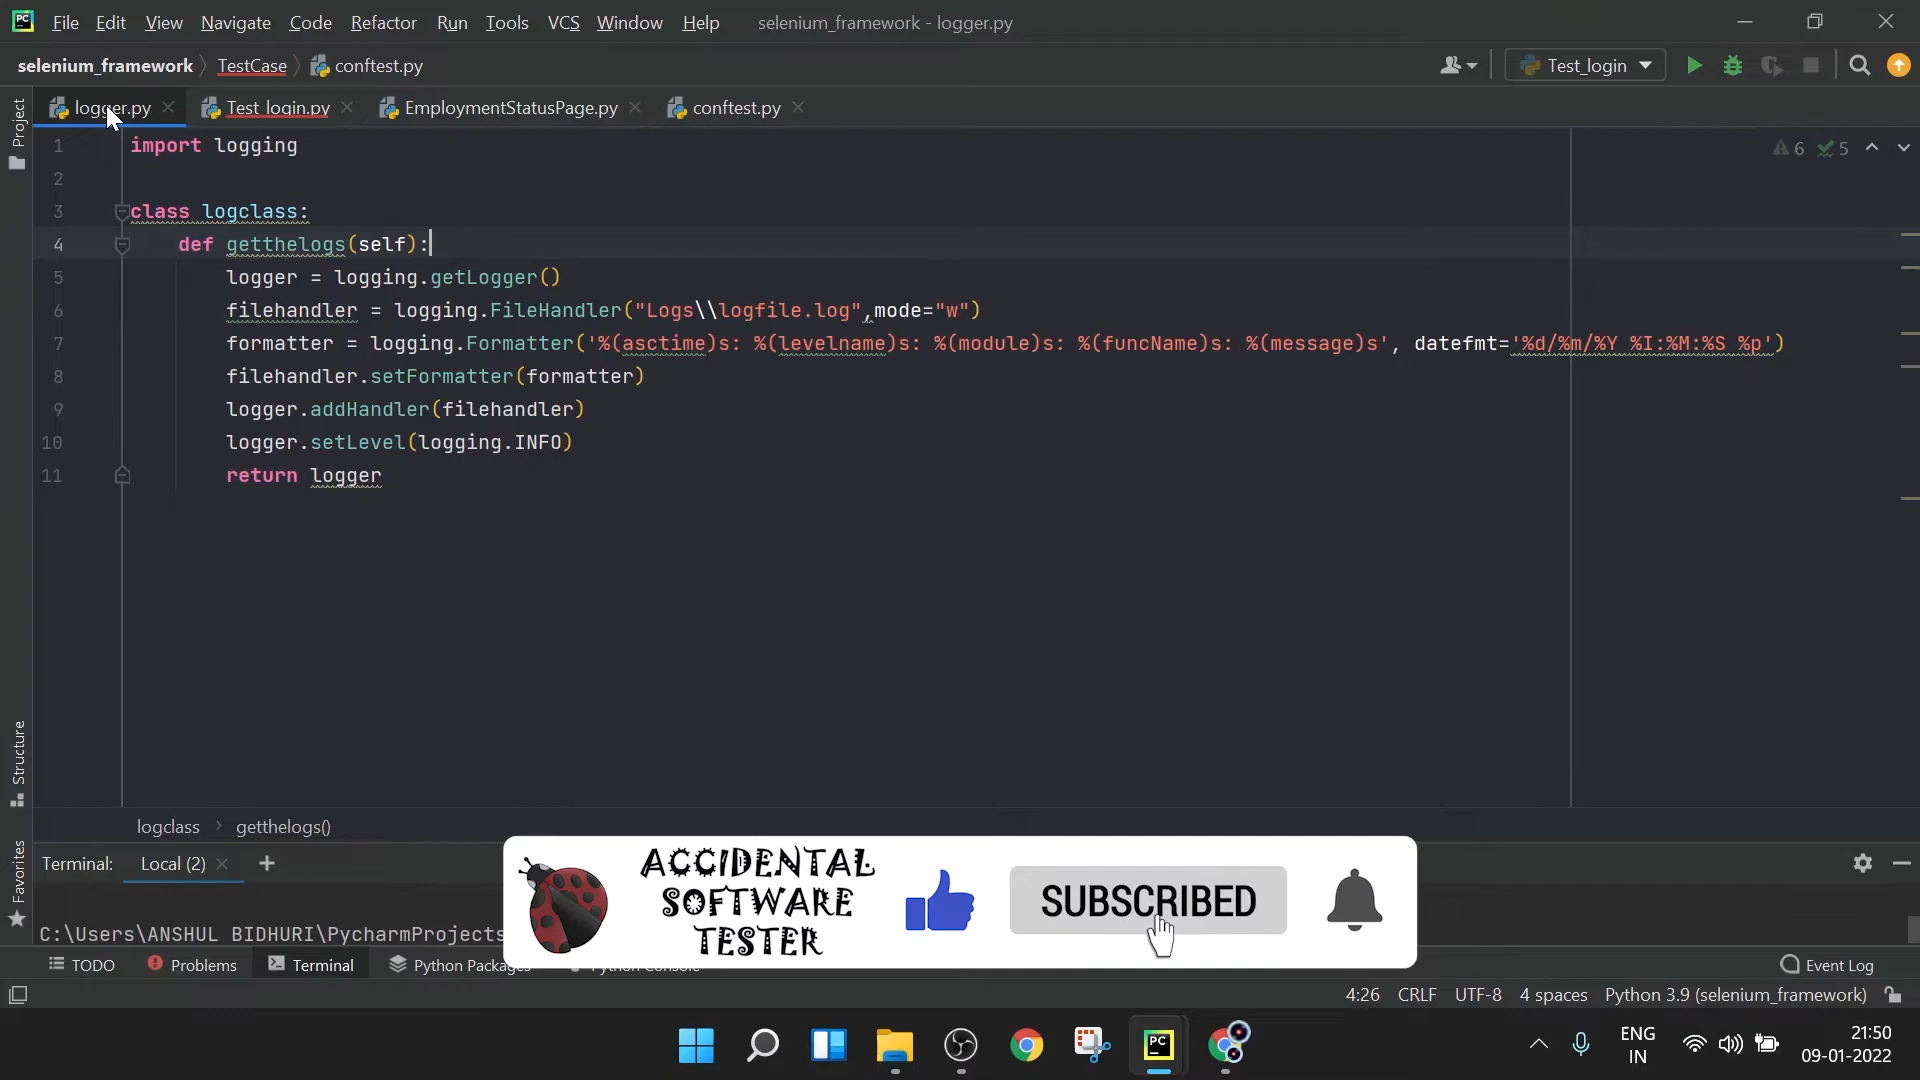 PC File Edit View Navigate Code Refactor Run Tools VCS Window Help selenium_framework - logger.py
selenium_framework TestCase conftest.py Test_login
Project
logger.py Test_login.py EmploymentStatusPage.py conftest.py
1 import logging 6 5
2
3 class logclass:
4 def getthelogs(self):
5 logger = logging.getLogger()
6 filehandler = logging.FileHandler("Logs\\logfile.log",mode="w")
7 formatter = logging.Formatter('%(asctime)s: %(levelname)s: %(module)s: %(funcName)s: %(message)s', datefmt='%d/%m/%Y %I:%M:%S %p')
8 filehandler.setFormatter(formatter)
9 logger.addHandler(filehandler)
10 logger.setLevel(logging.INFO)
11 return logger
Structure
Favorites
logclass getthelogs()
Terminal: Local (2) +
ACCIDENTAL
SOFTWARE
TESTER
SUBSCRIBED
C:\Users\ANSHUL BIDHURI\PycharmProjects
TODO Problems Terminal Python Packages Python Console Event Log
4:26 CRLF UTF-8 4 spaces Python 3.9 (selenium_framework)
PC
ENG
IN
21:50
09-01-2022